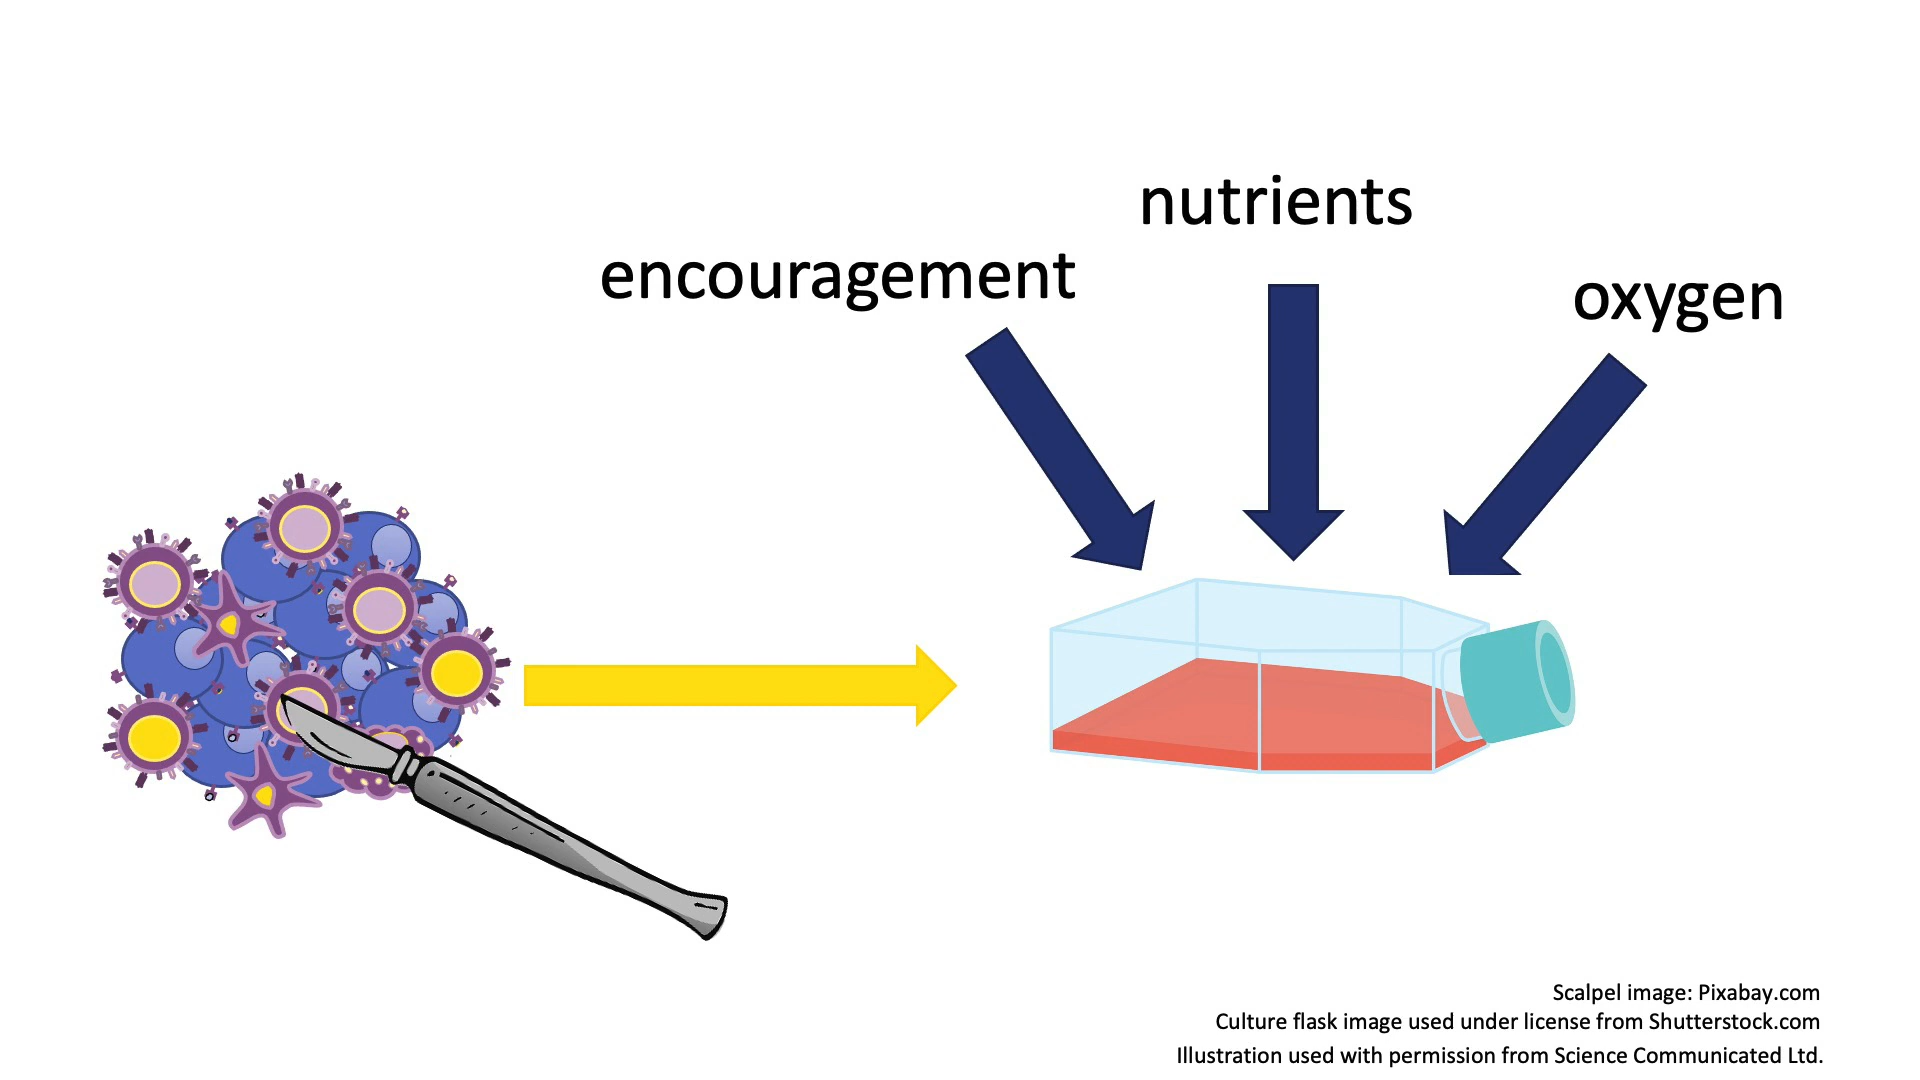 nutrients
encouragement
oxygen
Scalpel image: Pixabay.com
Culture flask image used under license from Shutterstock.com
Illustration used with permission from Science Communicated Ltd.